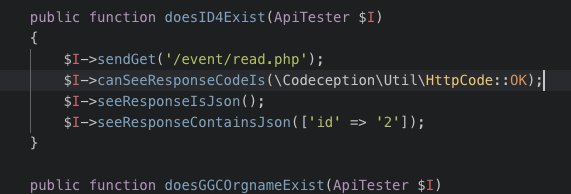 public function doesID4Exist(ApiTester $I)
{
$I->sendGet('/event/read.php');
$I->canSeeResponseCodeIs(\Codeception\Util\HttpCode::OK);
$I->seeResponseIsJson();
$I->seeResponseContainsJson(['id' => '2']);
}
public function doesGGCOrgnameExist(ApiTester $I)